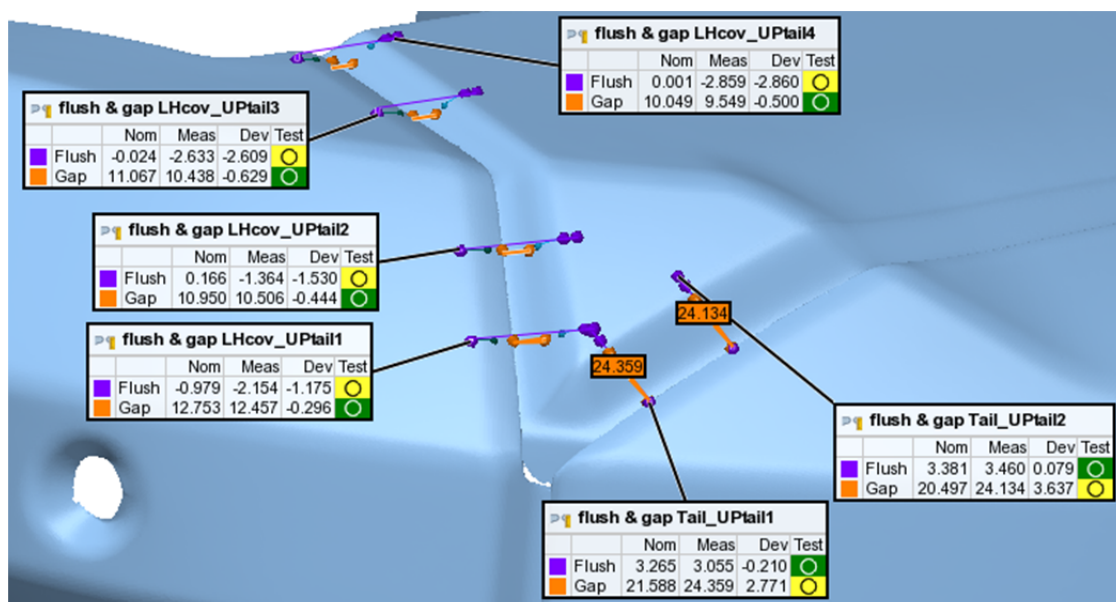 flush & gap LHcov_UPtail4
Nom Meas Dev Test
Flush 0.001 -2.859 -2.860
Gap 10.049 9.549 -0.500
flush & gap LHcov_UPtail3
Nom Meas Dev Test
Flush -0.024 -2.633 -2.609
Gap 11.067 10.438 -0.629
flush & gap LHcov_UPtail2
Nom Meas Dev Test
Flush 0.166 -1.364 -1.530
Gap 10.950 10.506 -0.444
24.134
flush & gap LHcov_UPtail1
Nom Meas Dev Test
Flush -0.979 -2.154 -1.175
Gap 12.753 12.457 -0.296
24.359
flush & gap Tail_UPtail2
Nom Meas Dev Test
Flush 3.381 3.460 0.079
Gap 20.497 24.134 3.637
flush & gap Tail_UPtail1
Nom Meas Dev Test
Flush 3.265 3.055 -0.210
Gap 21.588 24.359 2.771